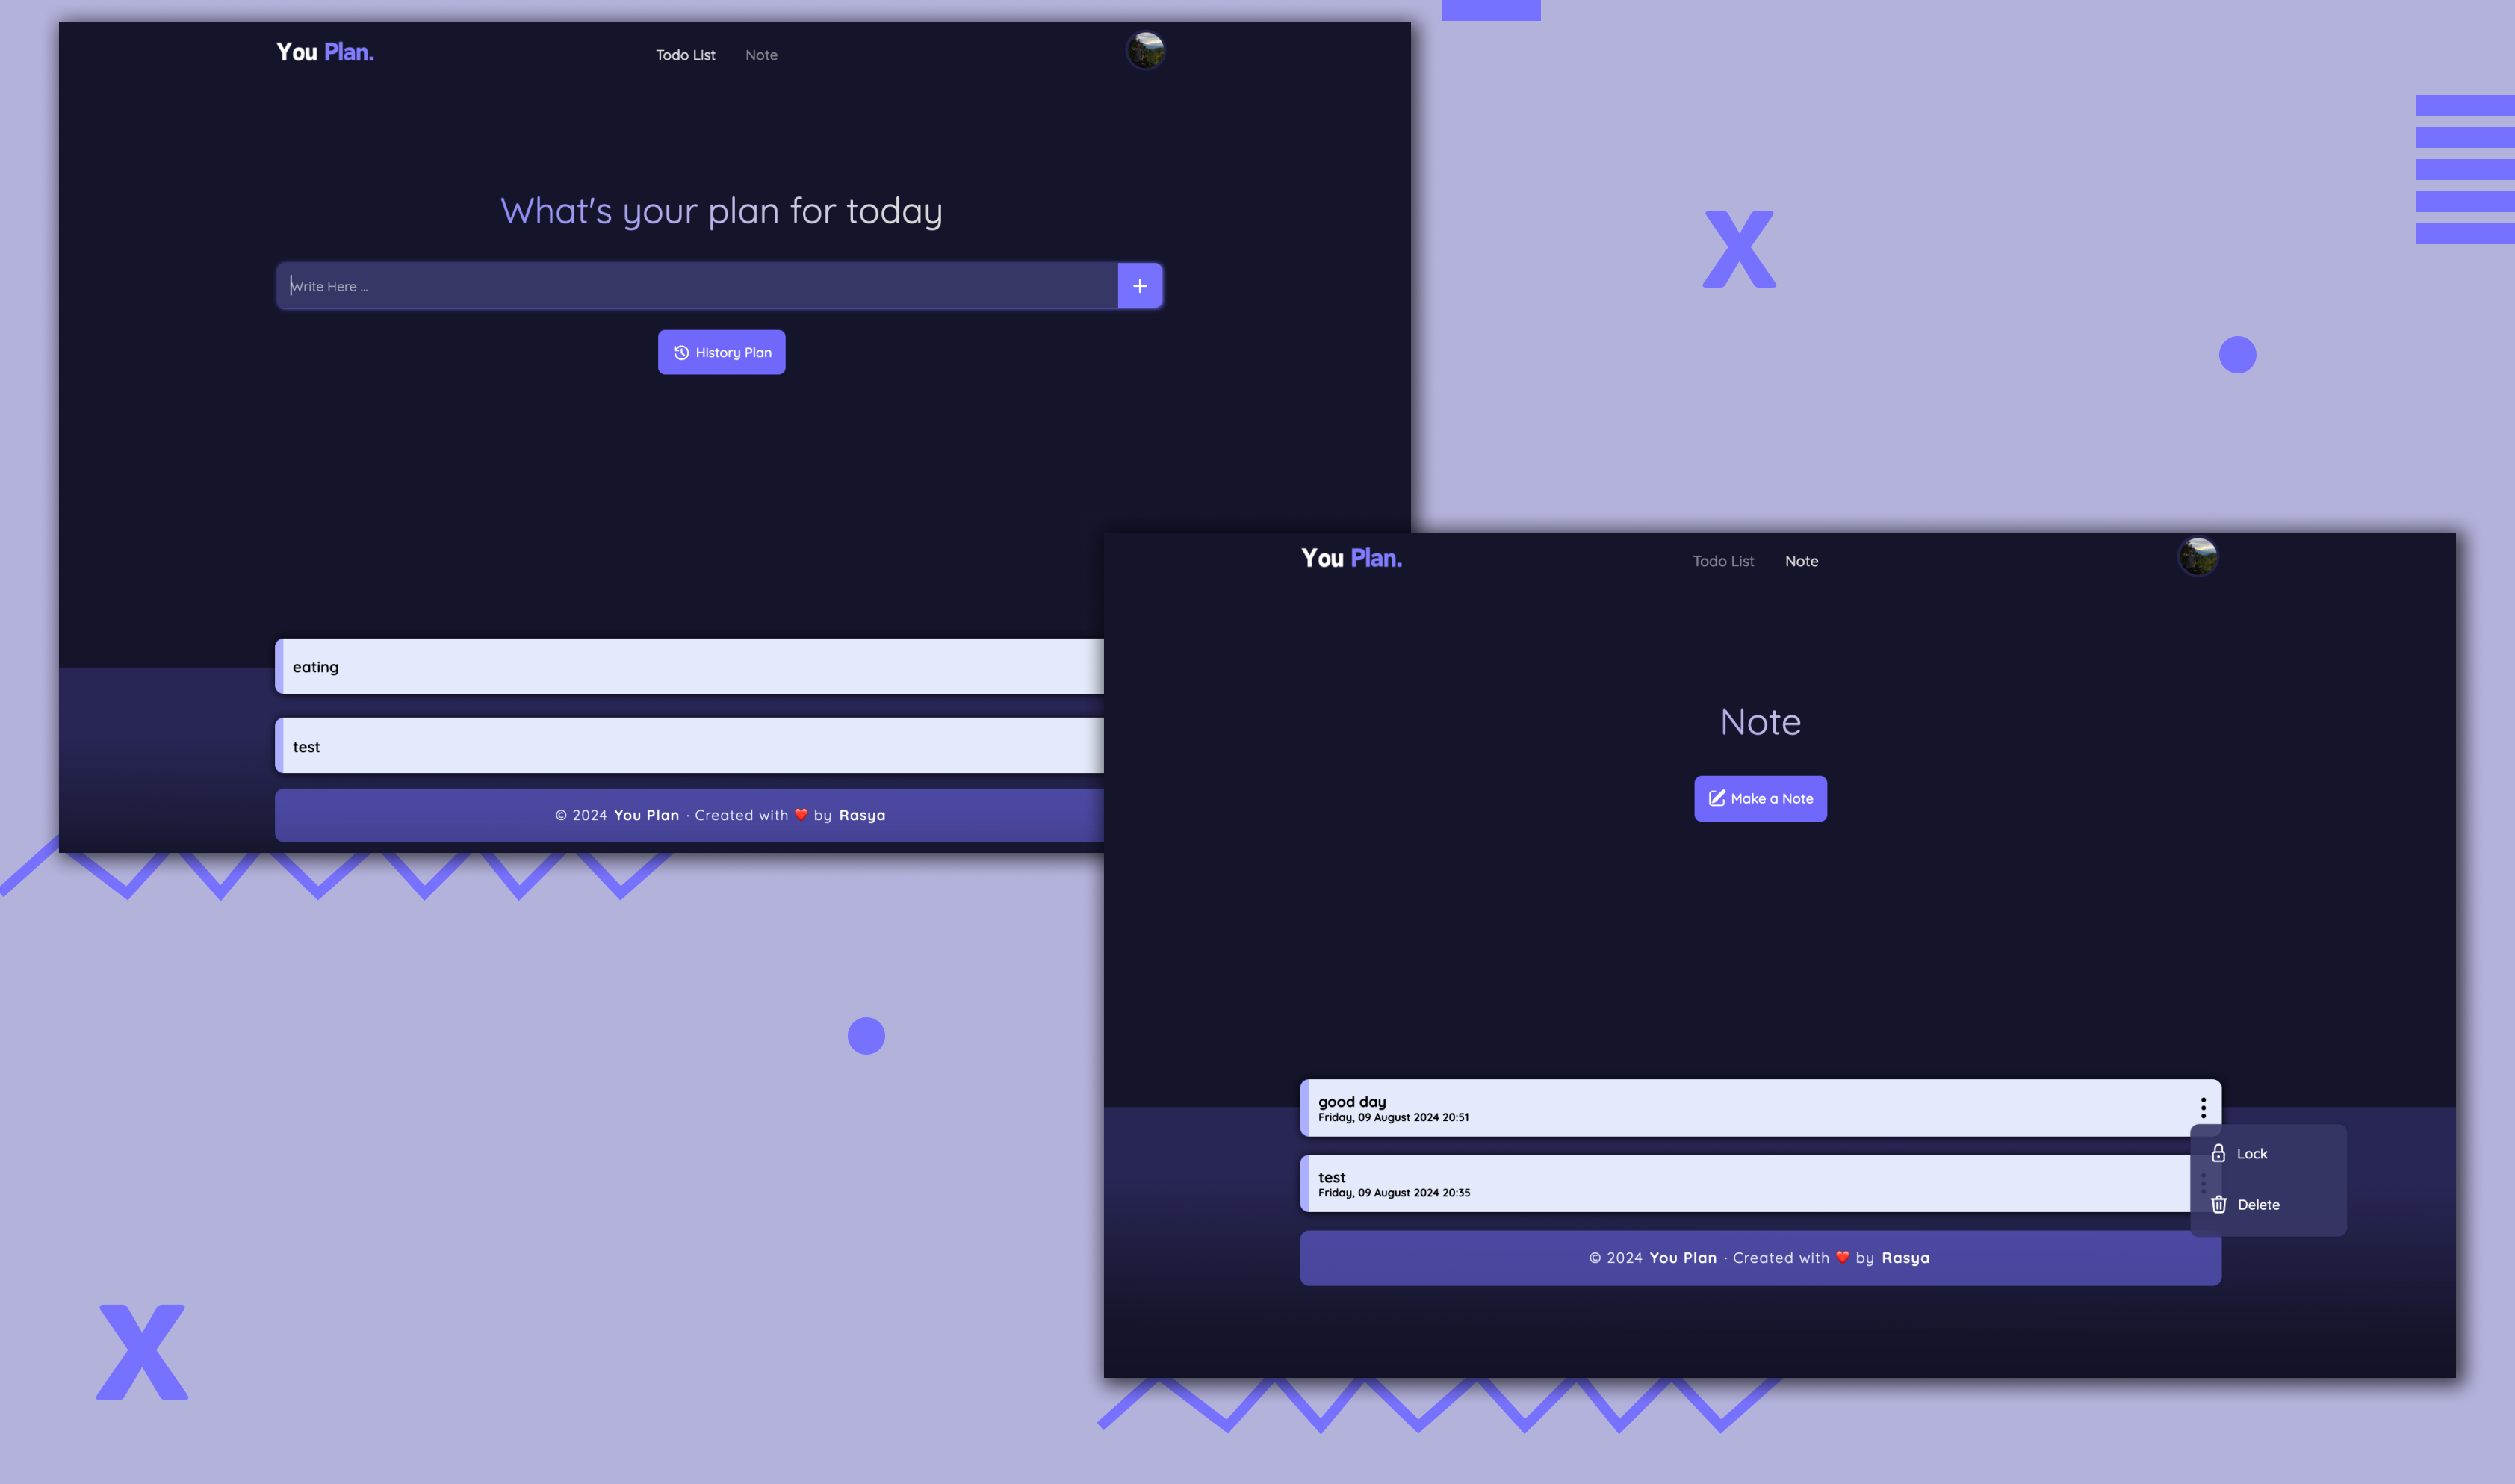 You Plan.
Todo List Note
What's your plan for today
Write Here ...
History Plan
eating
test
© 2024 You Plan · Created with ❤️ by Rasya
You Plan.
Todo List Note
Note
Make a Note
good day
Friday, 09 August 2024 20:51
Lock
test
Friday, 09 August 2024 20:35
Delete
© 2024 You Plan · Created with ❤️ by Rasya
X
X